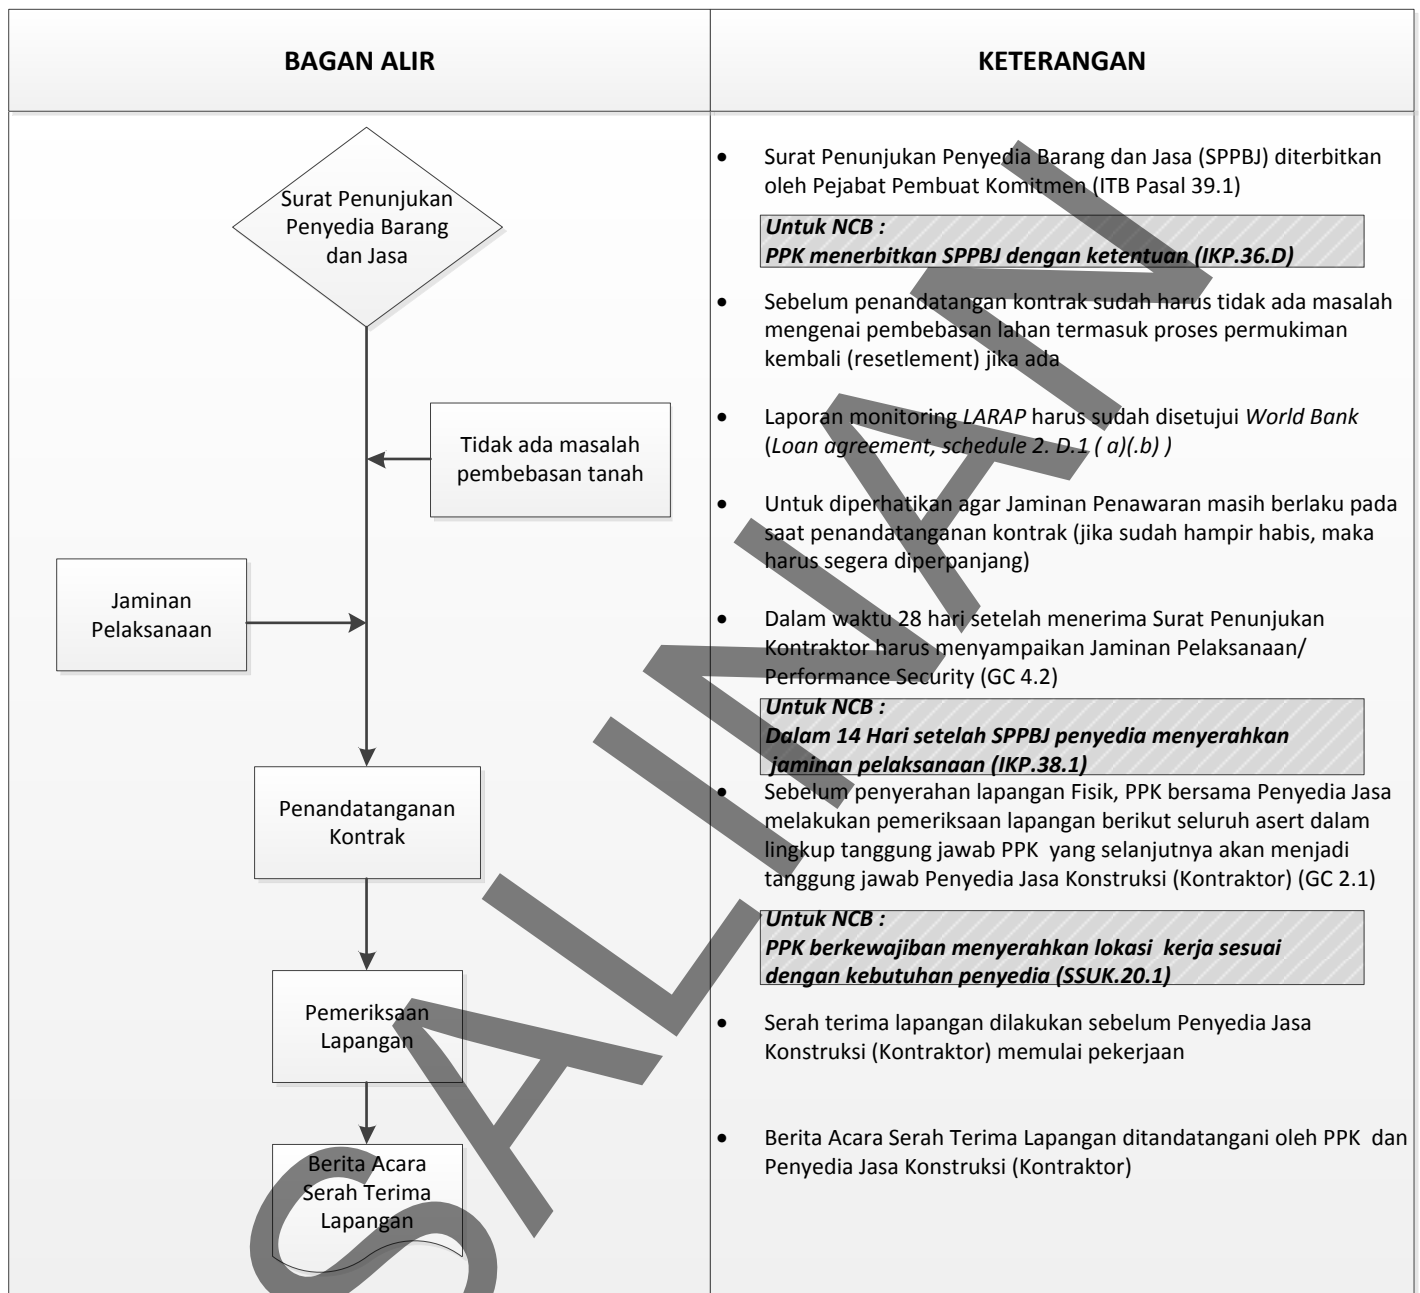 BAGAN ALIR
KETERANGAN
Surat Penunjukan
Penyedia Barang
dan Jasa
Tidak ada masalah
pembebasan tanah
Jaminan
Pelaksanaan
Penandatanganan
Kontrak
Pemeriksaan
Lapangan
Berita Acara
Serah Terima
Lapangan
• Surat Penunjukan Penyedia Barang dan Jasa (SPPBJ) diterbitkan
oleh Pejabat Pembuat Komitmen (ITB Pasal 39.1)
Untuk NCB :
PPK menerbitkan SPPBJ dengan ketentuan (IKP.36.D)
• Sebelum penandatangan kontrak sudah harus tidak ada masalah
mengenai pembebasan lahan termasuk proses permukiman
kembali (resetlement) jika ada
• Laporan monitoring LARAP harus sudah disetujui World Bank
(Loan agreement, schedule 2. D.1 ( a)(.b) )
• Untuk diperhatikan agar Jaminan Penawaran masih berlaku pada
saat penandatanganan kontrak (jika sudah hampir habis, maka
harus segera diperpanjang)
• Dalam waktu 28 hari setelah menerima Surat Penunjukan
Kontraktor harus menyampaikan Jaminan Pelaksanaan/
Performance Security (GC 4.2)
Untuk NCB :
Dalam 14 Hari setelah SPPBJ penyedia menyerahkan
jaminan pelaksanaan (IKP.38.1)
• Sebelum penyerahan lapangan Fisik, PPK bersama Penyedia Jasa
melakukan pemeriksaan lapangan berikut seluruh asert dalam
lingkup tanggung jawab PPK yang selanjutnya akan menjadi
tanggung jawab Penyedia Jasa Konstruksi (Kontraktor) (GC 2.1)
Untuk NCB :
PPK berkewajiban menyerahkan lokasi kerja sesuai
dengan kebutuhan penyedia (SSUK.20.1)
• Serah terima lapangan dilakukan sebelum Penyedia Jasa
Konstruksi (Kontraktor) memulai pekerjaan
• Berita Acara Serah Terima Lapangan ditandatangani oleh PPK dan
Penyedia Jasa Konstruksi (Kontraktor)
SALINAN